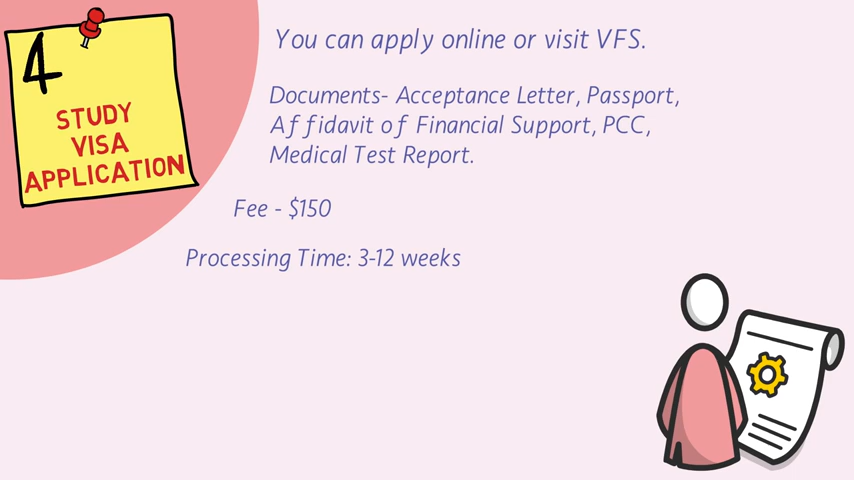 4
STUDY
VISA
APPLICATION
You can apply online or visit VFS.
Documents- Acceptance Letter, Passport,
Affidavit of Financial Support, PCC,
Medical Test Report.
Fee - $150
Processing Time: 3-12 weeks